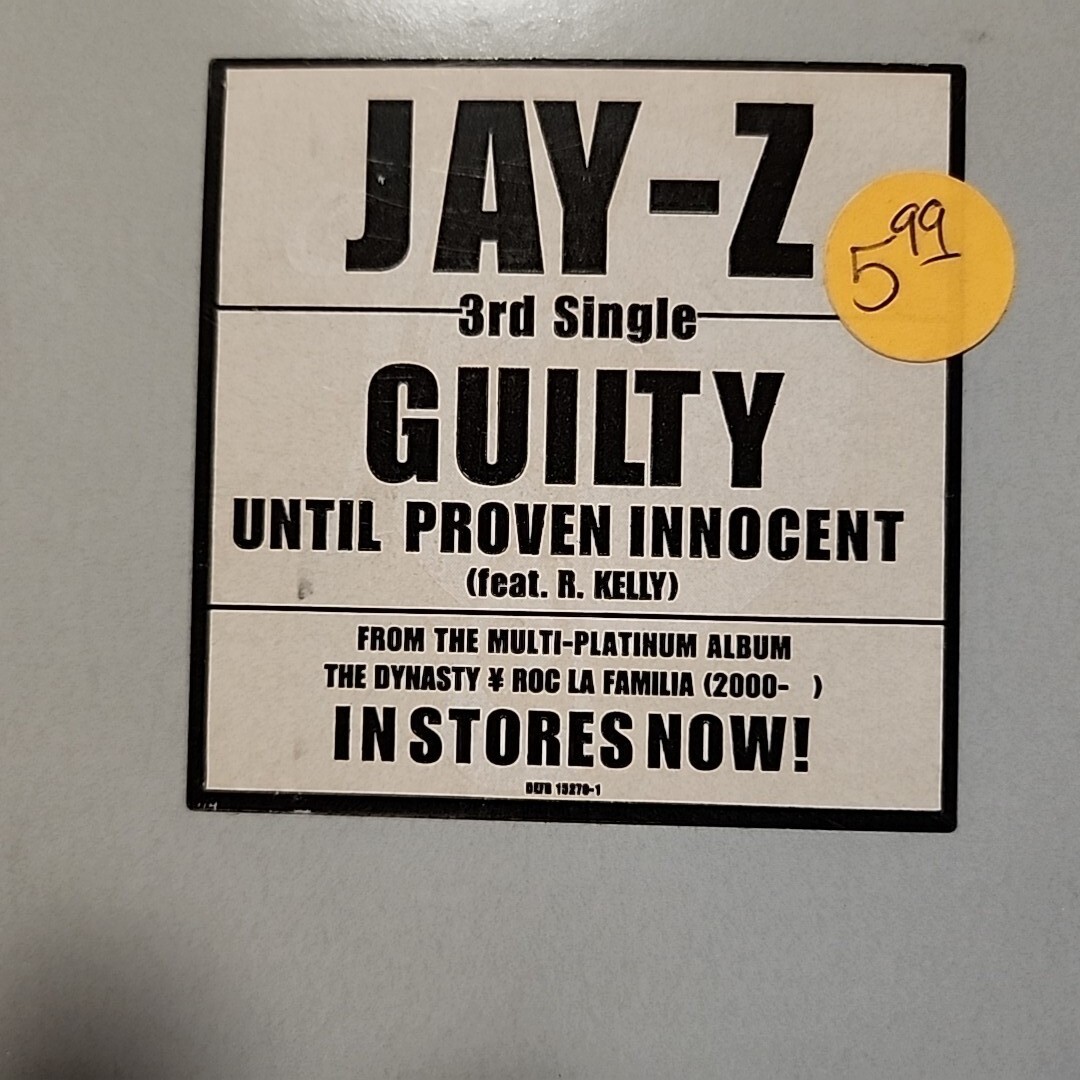 JAY-Z
5 99
3rd Single
GUILTY
UNTIL PROVEN INNOCENT
(feat. R. KELLY)
FROM THE MULTI-PLATINUM ALBUM
THE DYNASTY ¥ ROC LA FAMILIA (2000- )
IN STORES NOW!